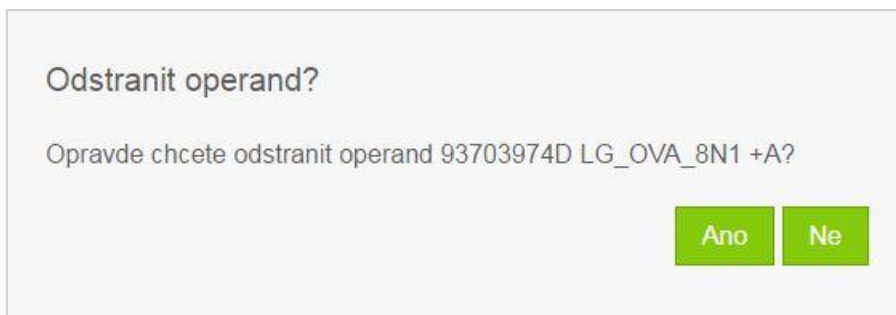 Odstranit operand?
Opravde chcete odstranit operand 93703974D LG_OVA_8N1 +A?
Ano Ne